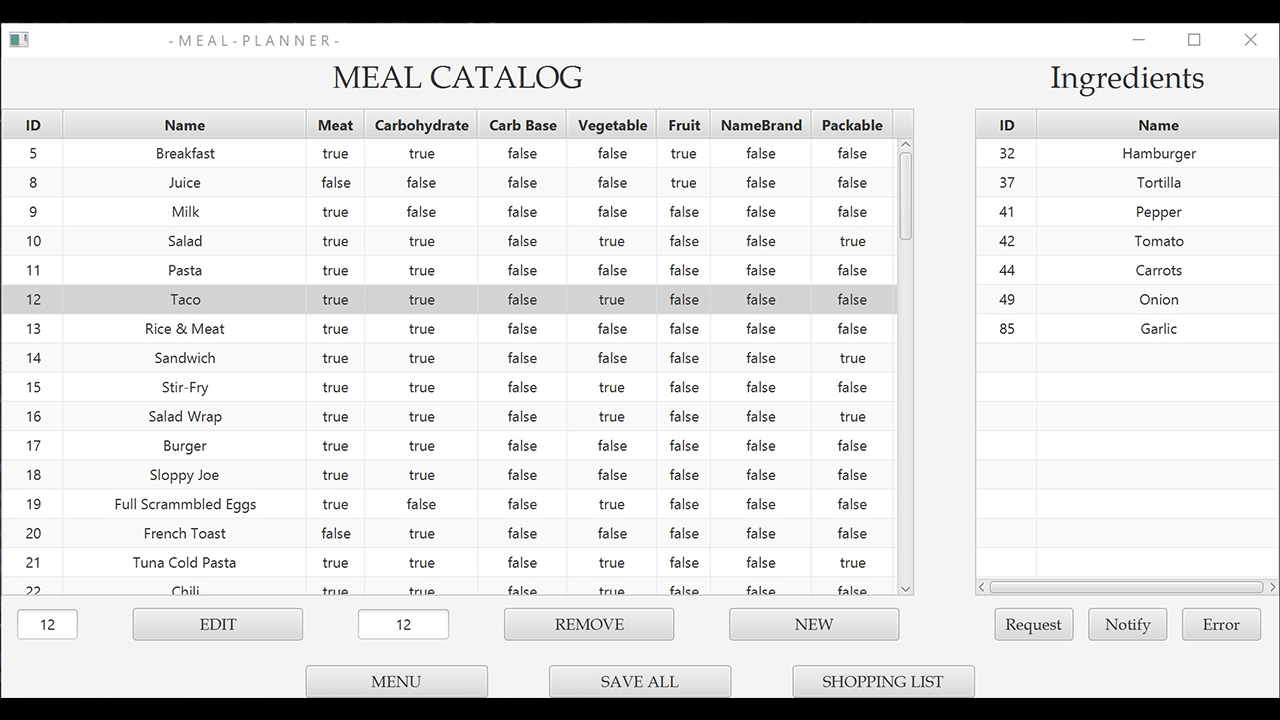 -MEAL-PLANNER-
MEAL CATALOG
ID Name Meat Carbohydrate Carb Base Vegetable Fruit NameBrand Packable
5 Breakfast true true false false true false false
8 Juice false false false false true false false
9 Milk true false false false false false false
10 Salad true true false true false false true
11 Pasta true true false false false false false
12 Taco true true false true false false false
13 Rice & Meat true true false false false false false
14 Sandwich true true false false false false true
15 Stir-Fry true true false true false false false
16 Salad Wrap true true false true false false true
17 Burger true true false false false false false
18 Sloppy Joe true true false false false false false
19 Full Scrammbled Eggs true false false true false false false
20 French Toast false true false false false false false
21 Tuna Cold Pasta true true false true false false true
22 Chili true true false true false false false
12 EDIT 12 REMOVE NEW
MENU SAVE ALL SHOPPING LIST
Ingredients
ID Name
32 Hamburger
37 Tortilla
41 Pepper
42 Tomato
44 Carrots
49 Onion
85 Garlic
Request Notify Error